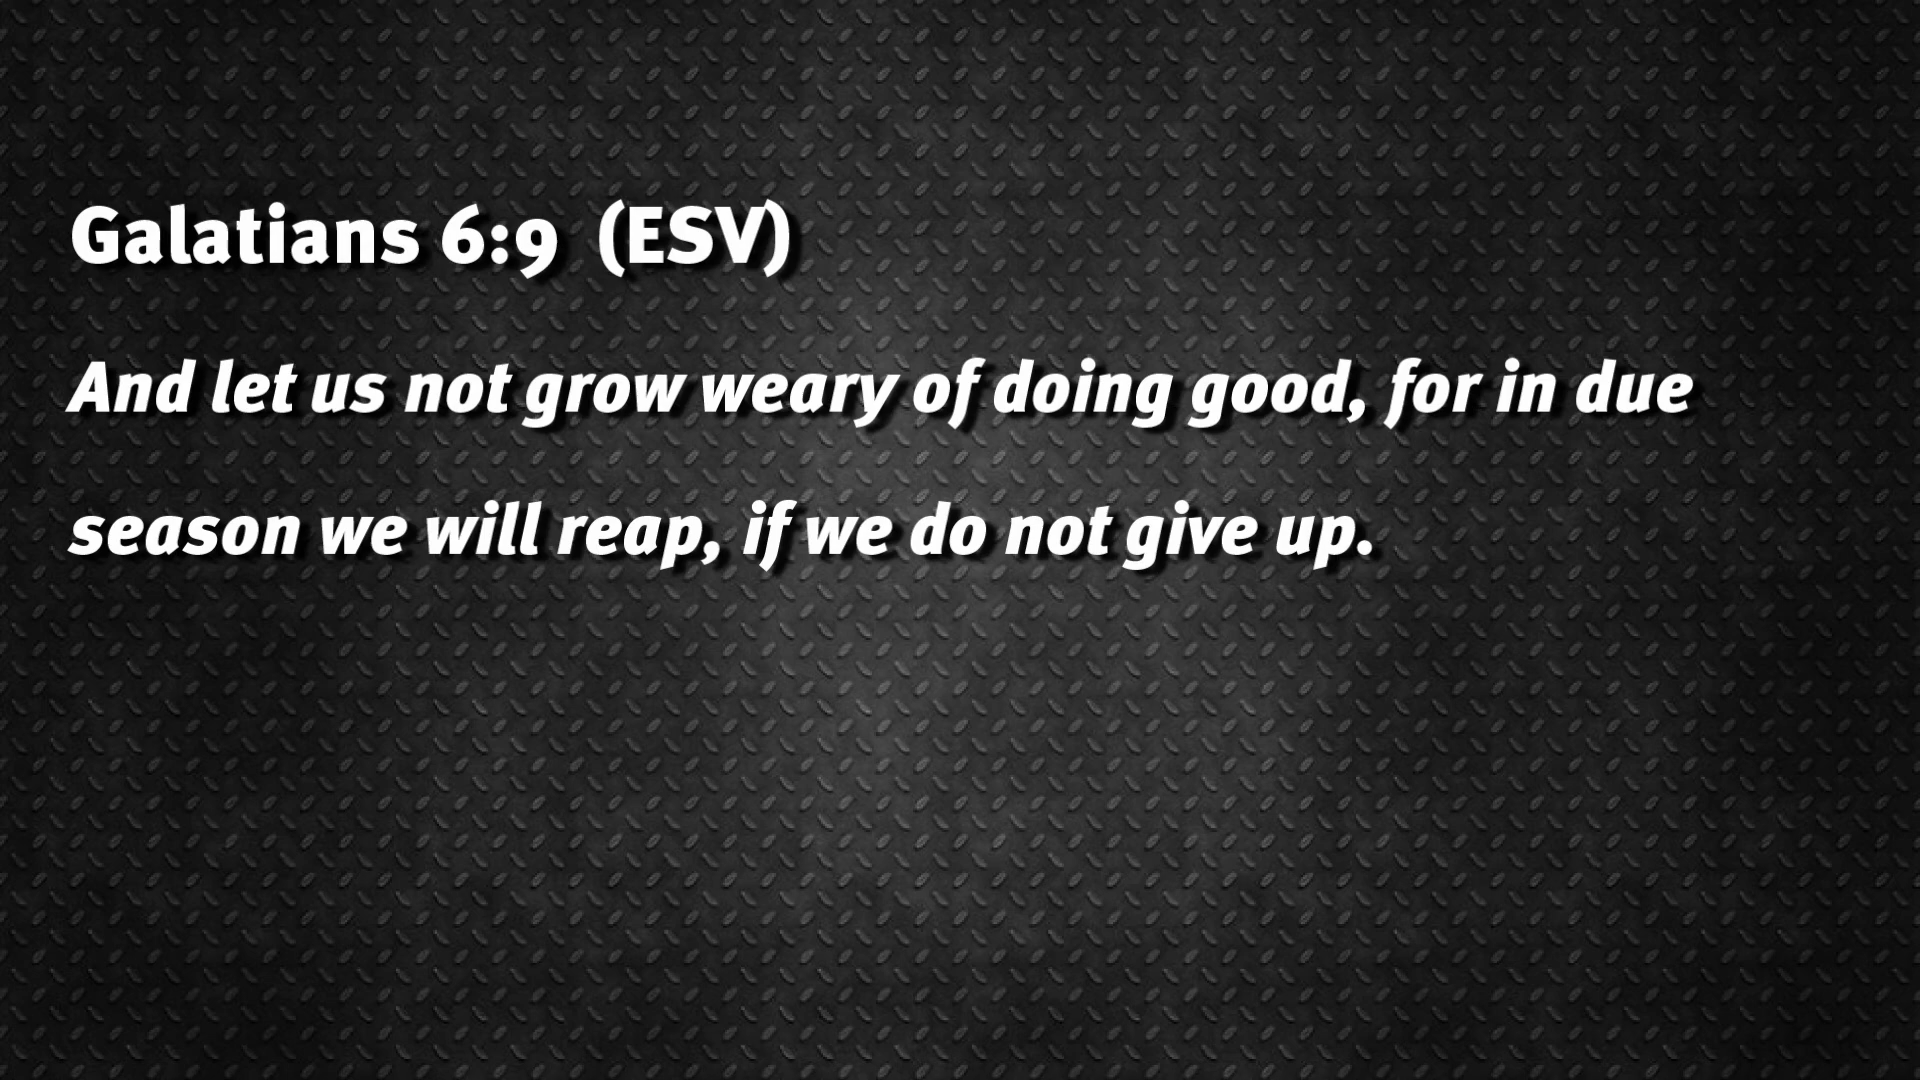 Galatians 6:9  (ESV)
And let us not grow weary of doing good, for in due
season we will reap, if we do not give up.